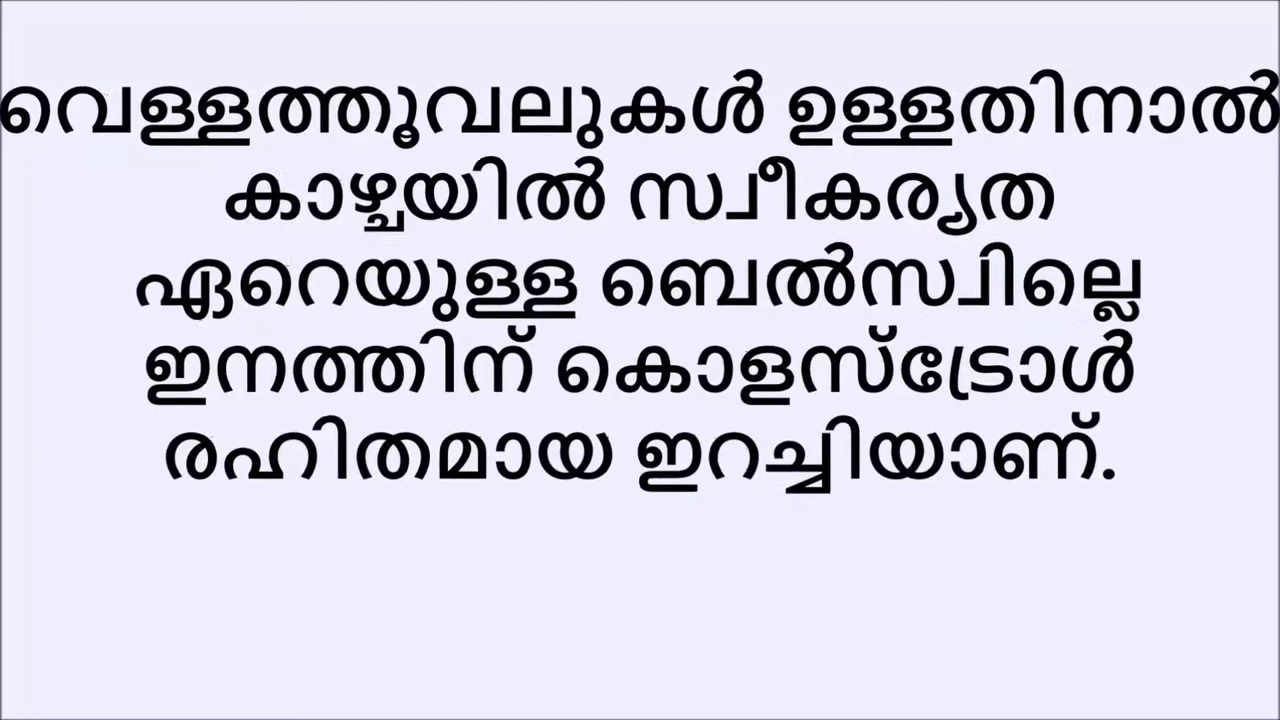 വെള്ളത്തൂവലുകൾ ഉള്ളതിനാൽ
കാഴ്ചയിൽ സ്വീകര്യത
ഏറെയുള്ള ബെൽസ്വില്ലെ
ഇനത്തിന് കൊളസ്ട്രോൾ
രഹിതമായ ഇറച്ചിയാണ്.